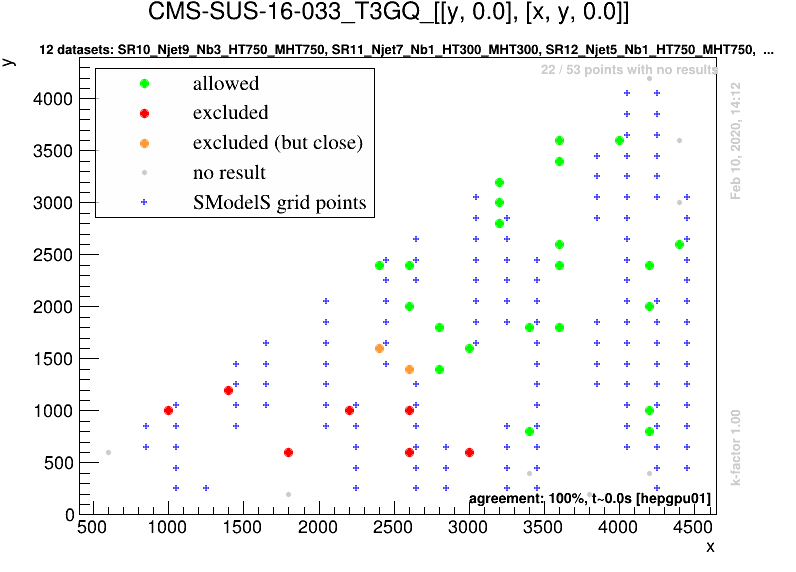 CMS-SUS-16-033_T3GQ_[[y, 0.0], [x, y, 0.0]]
12 datasets: SR10_Njet9_Nb3_HT750_MHT750, SR11_Njet7_Nb1_HT300_MHT300, SR12_Njet5_Nb1_HT750_MHT750, ...
y
22 / 53 points with no results
allowed
excluded
excluded (but close)
no result
SModelS grid points
Feb 10, 2020, 14:12
4000
3500
3000
2500
2000
1500
1000
500
0
k-factor 1.00
agreement: 100%, t~0.0s [hepgpu01]
500 1000 1500 2000 2500 3000 3500 4000 4500
x